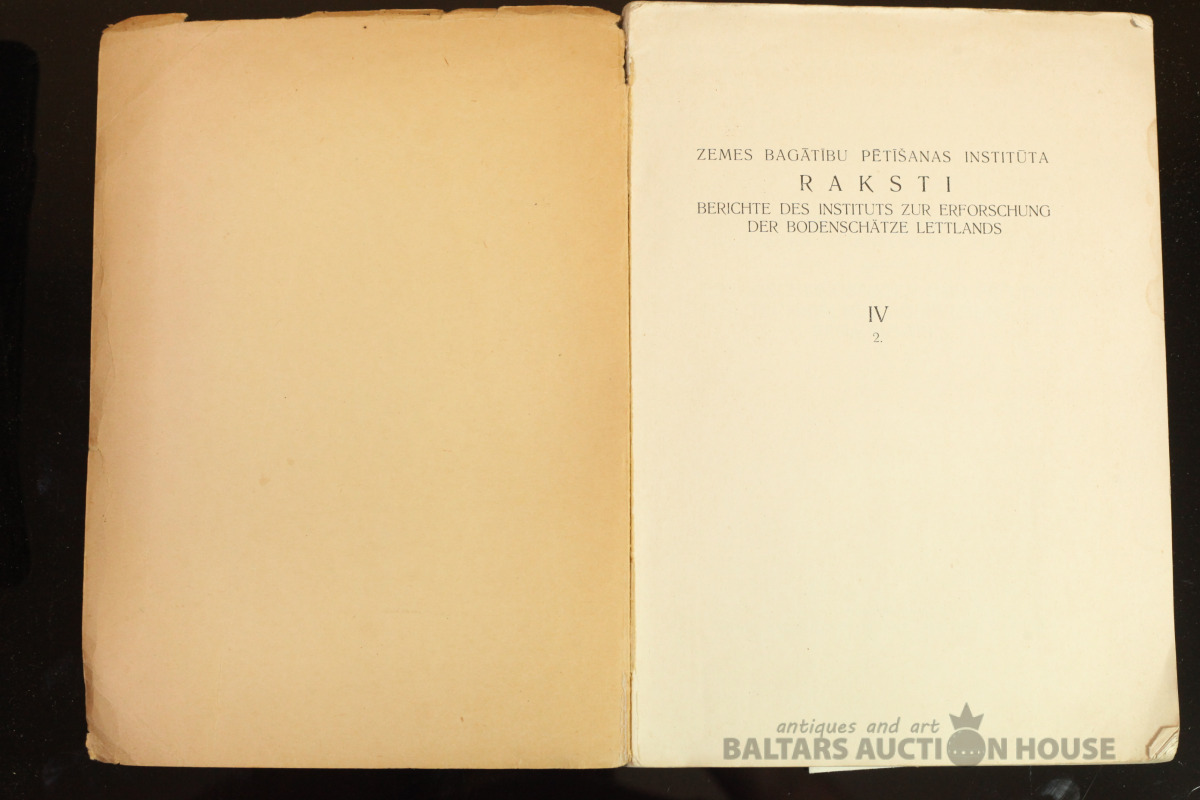 ZEMES BAGĀTĪBU PĒTĪŠANAS INSTITŪTA
RAKSTI
BERICHTE DES INSTITUTS ZUR ERFORSCHUNG
DER BODENSCHÄTZE LETTLANDS
IV
2.
antiques and art
BALTARS AUCTION HOUSE